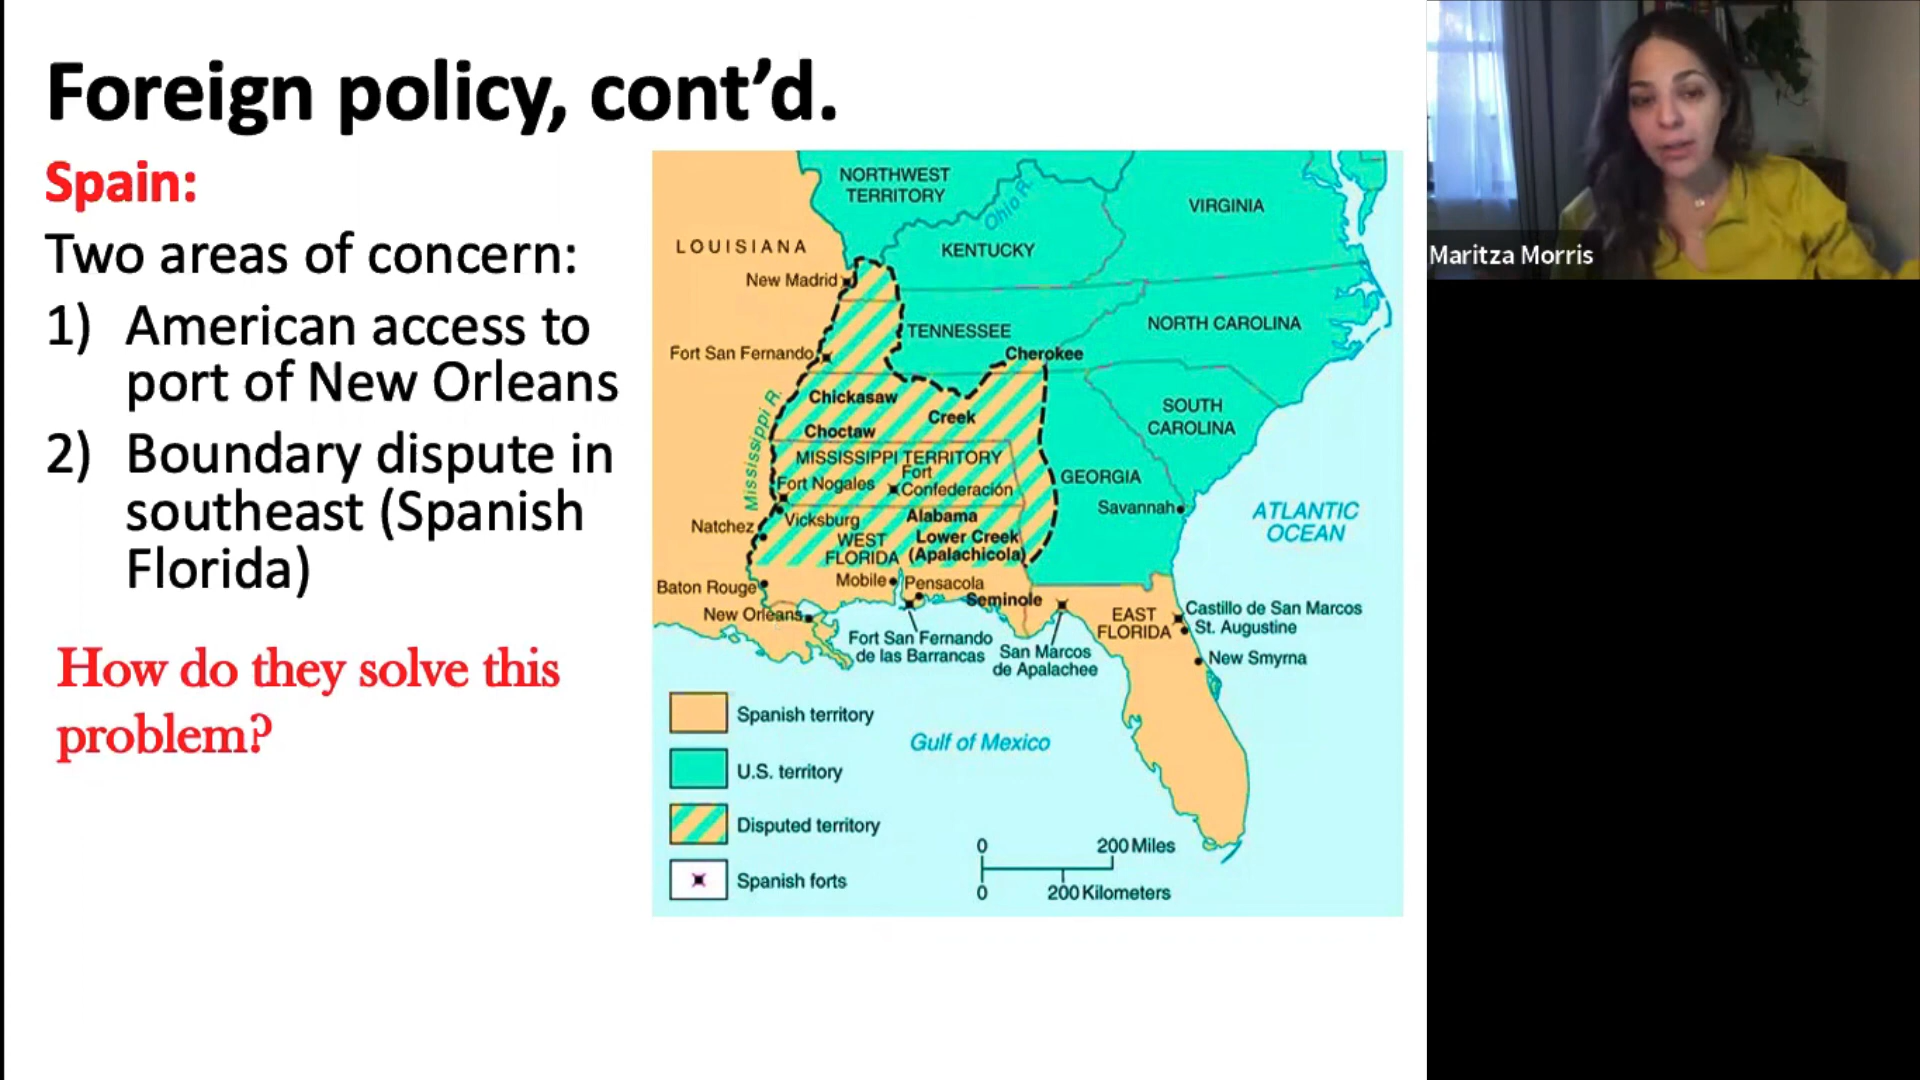 Foreign policy, cont’d.
Spain:
Two areas of concern:
1) American access to
port of New Orleans
2) Boundary dispute in
southeast (Spanish
Florida)
How do they solve this
problem?
NORTHWEST
TERRITORY
Ohio R.
VIRGINIA
LOUISIANA
KENTUCKY
New Madrid
TENNESSEE
NORTH CAROLINA
Fort San Fernando
Cherokee
Mississippi R.
Chickasaw
Creek
SOUTH
CAROLINA
Choctaw
MISSISSIPPI TERRITORY
Fort
Confederación
Fort Nogales
GEORGIA
Savannah
Natchez
Vicksburg
Alabama
ATLANTIC
OCEAN
WEST
FLORIDA
Lower Creek
(Apalachicola)
Baton Rouge
Mobile
Pensacola
Seminole
New Orleans
EAST
FLORIDA
Castillo de San Marcos
St. Augustine
Fort San Fernando
de las Barrancas
San Marcos
de Apalachee
New Smyrna
Spanish territory
Gulf of Mexico
U.S. territory
Disputed territory
Spanish forts
0 200 Miles
0 200 Kilometers
Maritza Morris